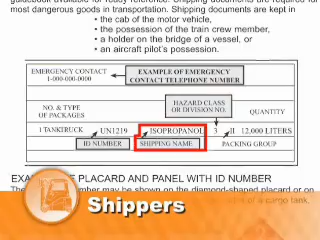 guidebook available for ready reference. Shipping documents are required for
most dangerous goods in transportation. Shipping documents are kept in
• the cab of the motor vehicle,
• the possession of the train crew member,
• a holder on the bridge of a vessel, or
• an aircraft pilot's possession.
EMERGENCY CONTACT
1-000-000-0000
EXAMPLE OF EMERGENCY
CONTACT TELEPHONE NUMBER
NO. & TYPE
OF PACKAGES
HAZARD CLASS
OR DIVISION NO.
QUANTITY
1 TANKTRUCK UN1219 ISOPROPANOL 3 II 12,000 LITERS
ID NUMBER SHIPPING NAME PACKING GROUP
PLACARD AND PANEL WITH ID NUMBER
may be shown on the diamond-shaped placard or on
of a cargo tank,
Shippers